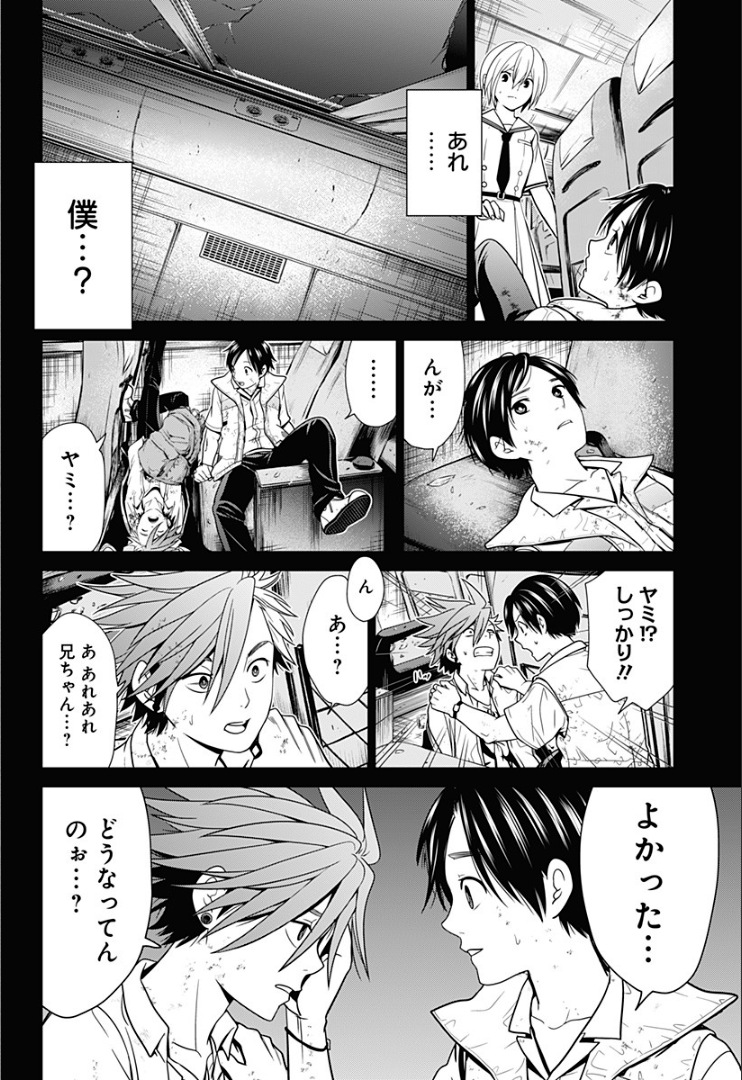 あれ
……
僕…？
んが…
……
ヤミ…？
ヤミ!?
しっかり!!
ん
あ…？
あ あれあれ
兄ちゃん…？
よかった…
どうなってん
のぉ…？